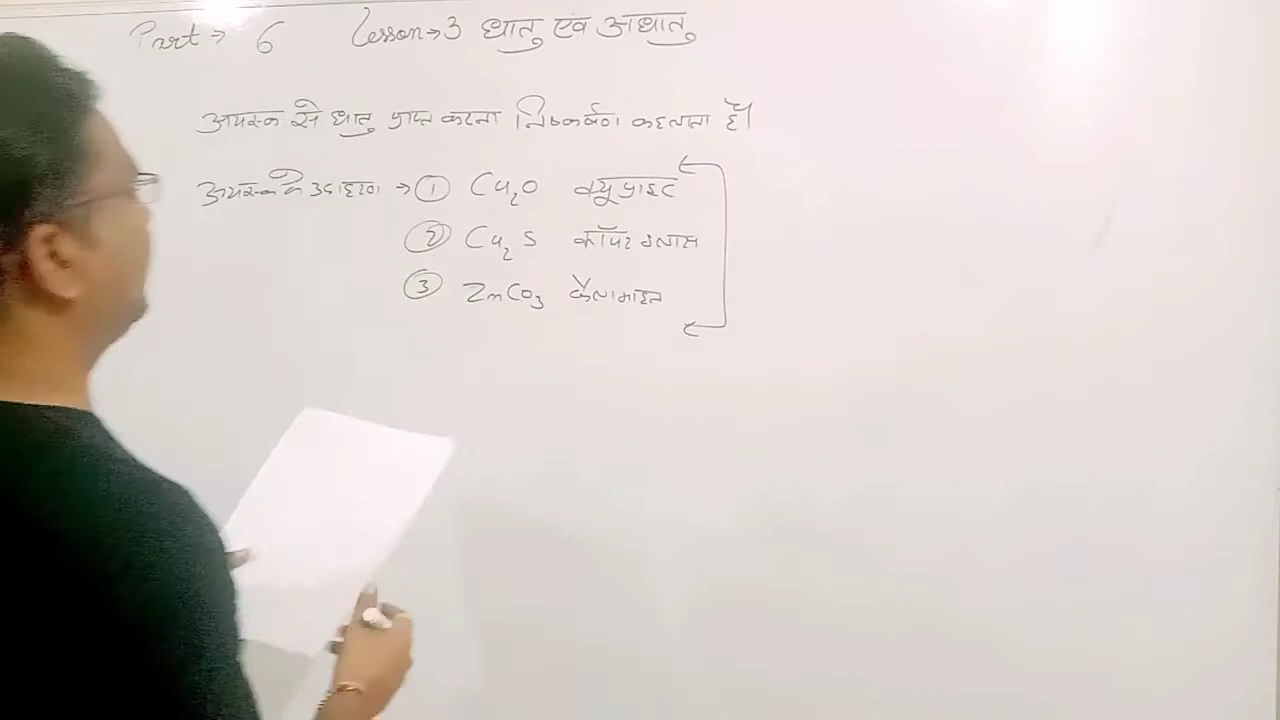 Part → 6 Lesson → 3 धातु एवं अधातु
अयस्क से धातु प्राप्त करना निष्कर्षण कहलाता है।
अयस्क के उदाहरण → ① Cu₂O क्यूप्राइट
② Cu₂S कॉपर ग्लास
③ ZnCO₃ कैलामाइन